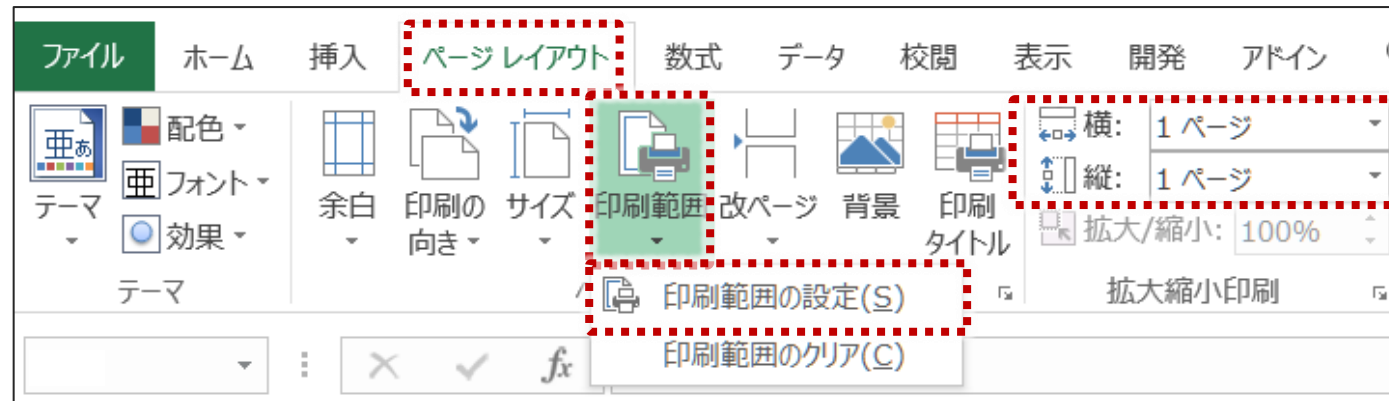 ファイル ホーム 挿入 ページ レイアウト 数式 データ 校閲 表示 開発 アドイン
亜あ 配色
亜 フォント
効果
テーマ
余白
印刷の
向き
サイズ
印刷範囲
改ページ
背景
印刷
タイトル
横: 1 ページ
縦: 1 ページ
拡大/縮小: 100%
テーマ
拡大縮小印刷
印刷範囲の設定(S)
印刷範囲のクリア(C)
fx